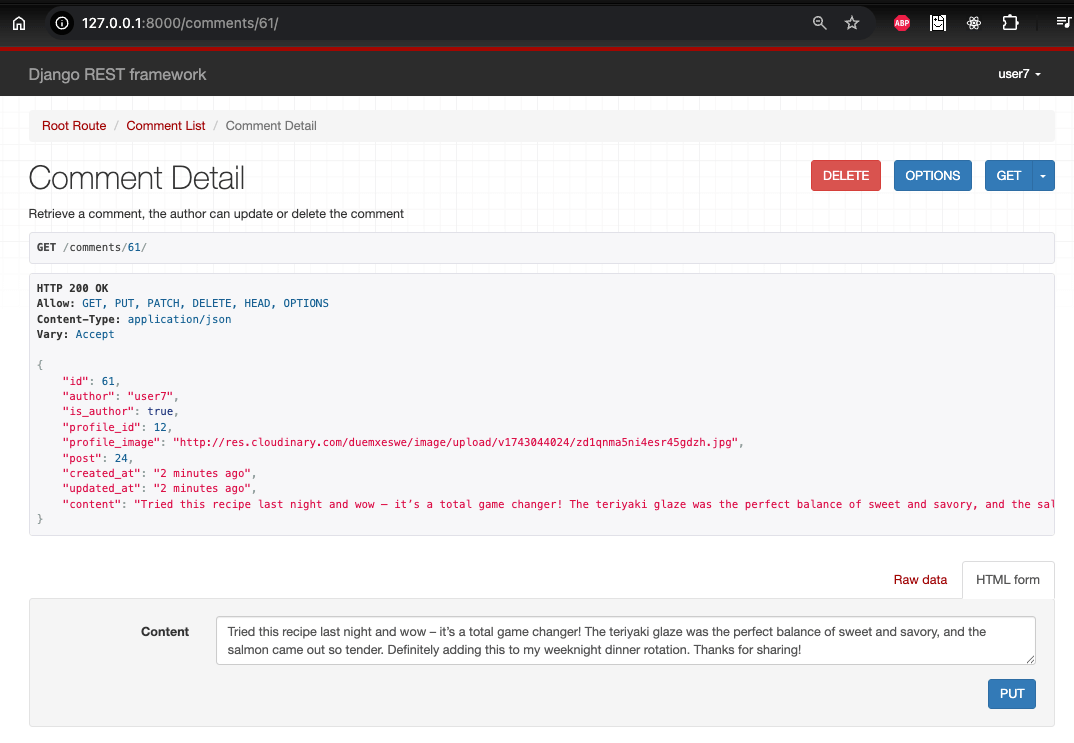 127.0.0.1:8000/comments/61/
ABP
Django REST framework
user7
Root Route / Comment List / Comment Detail
Comment Detail
DELETE
OPTIONS
GET
Retrieve a comment, the author can update or delete the comment
GET /comments/61/
HTTP 200 OK
Allow: GET, PUT, PATCH, DELETE, HEAD, OPTIONS
Content-Type: application/json
Vary: Accept
{
    "id": 61,
    "author": "user7",
    "is_author": true,
    "profile_id": 12,
    "profile_image": "http://res.cloudinary.com/duemxeswe/image/upload/v1743044024/zd1qnma5ni4esr45gdzh.jpg",
    "post": 24,
    "created_at": "2 minutes ago",
    "updated_at": "2 minutes ago",
    "content": "Tried this recipe last night and wow – it’s a total game changer! The teriyaki glaze was the perfect balance of sweet and savory, and the sal
}
Raw data
HTML form
Content
Tried this recipe last night and wow – it’s a total game changer! The teriyaki glaze was the perfect balance of sweet and savory, and the
salmon came out so tender. Definitely adding this to my weeknight dinner rotation. Thanks for sharing!
PUT